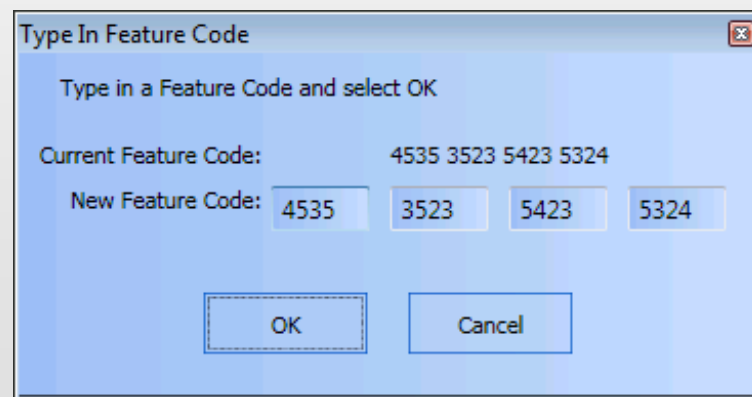 Type In Feature Code
Type in a Feature Code and select OK
Current Feature Code: 4535 3523 5423 5324
New Feature Code: 4535 3523 5423 5324
OK Cancel